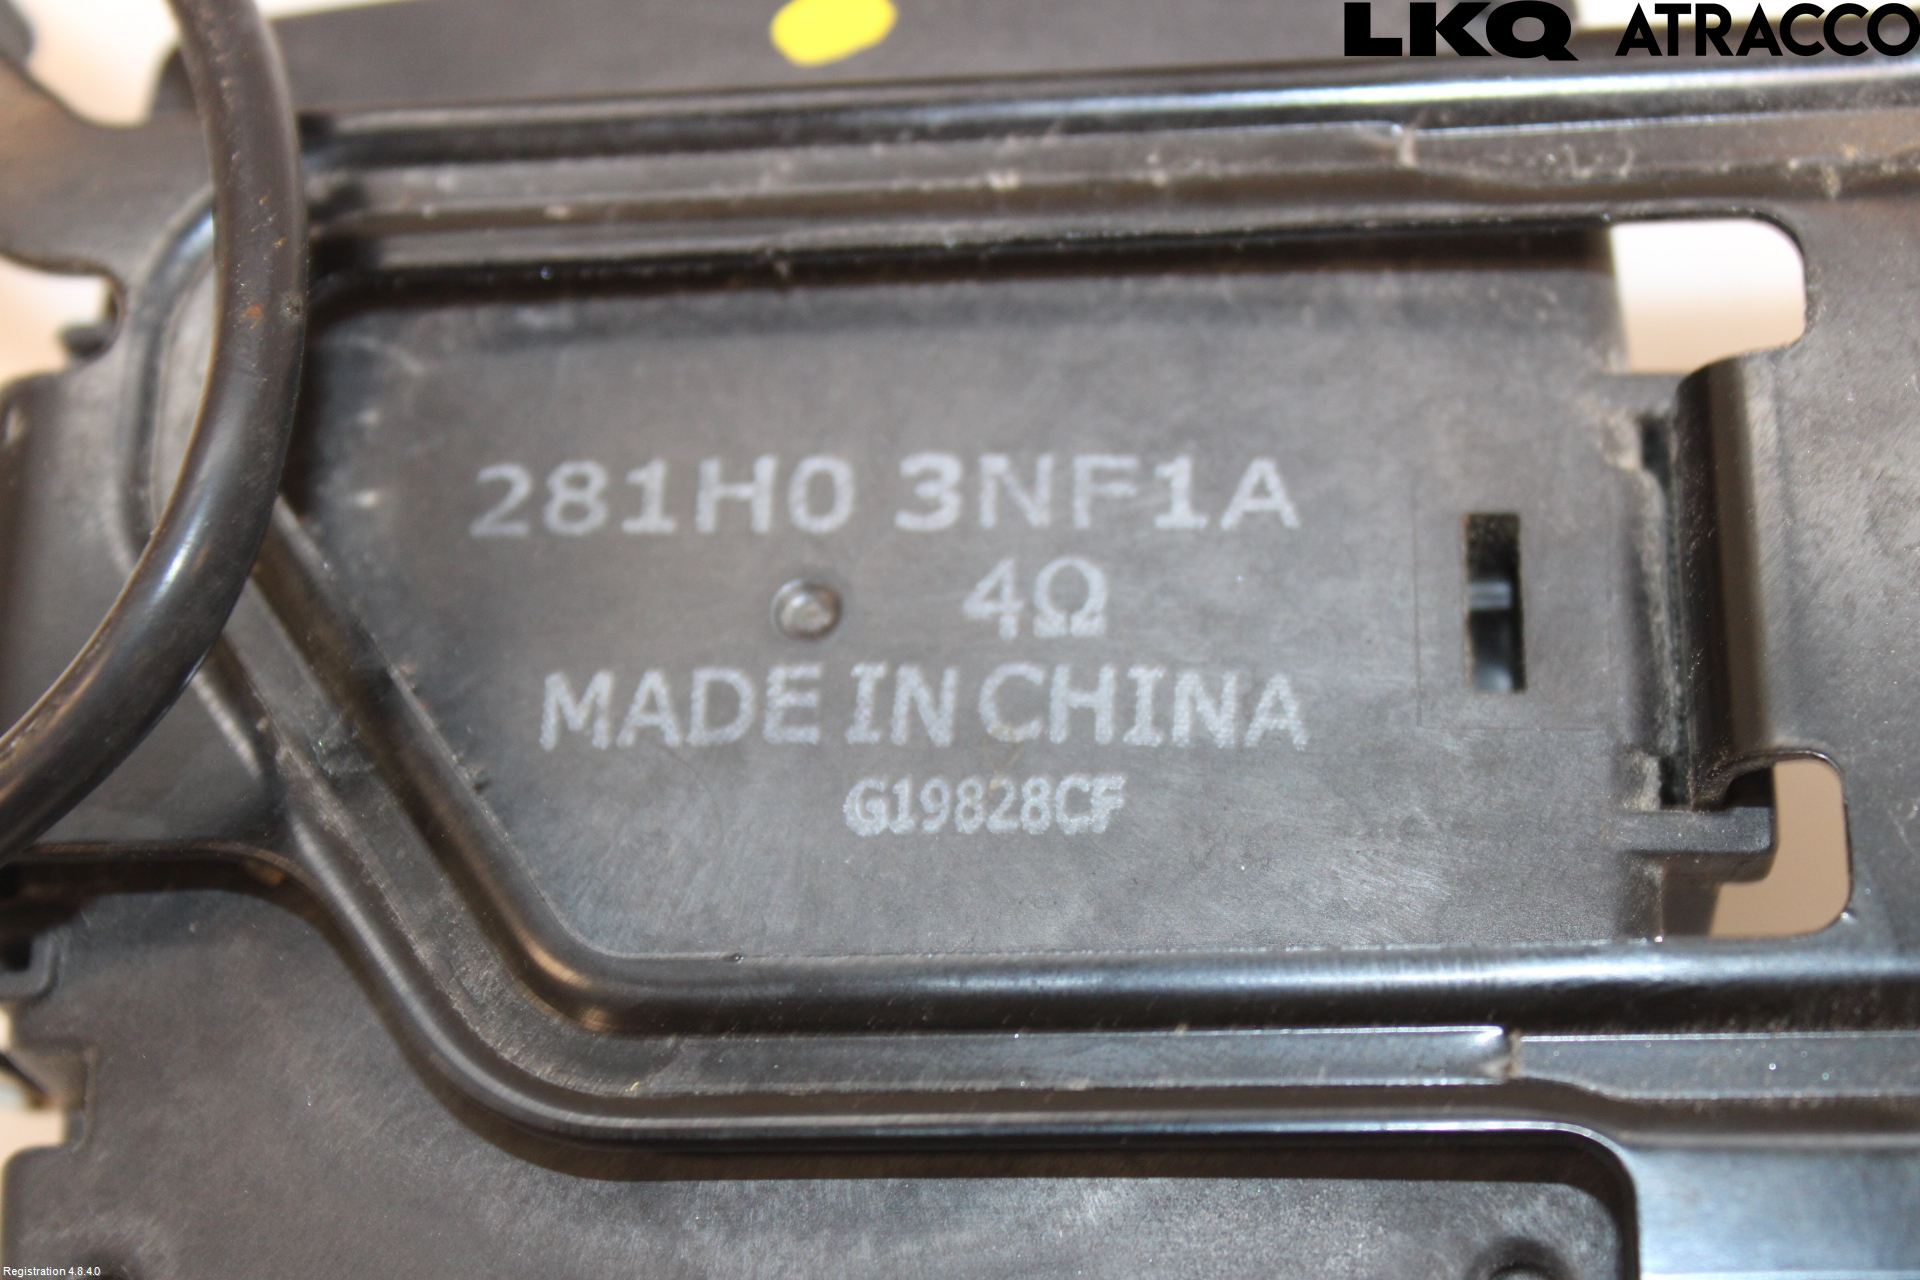 LKQ ATRACCO
281H0 3NF1A
4Ω
MADE IN CHINA
G19828CF
Registration 4.8.4.0